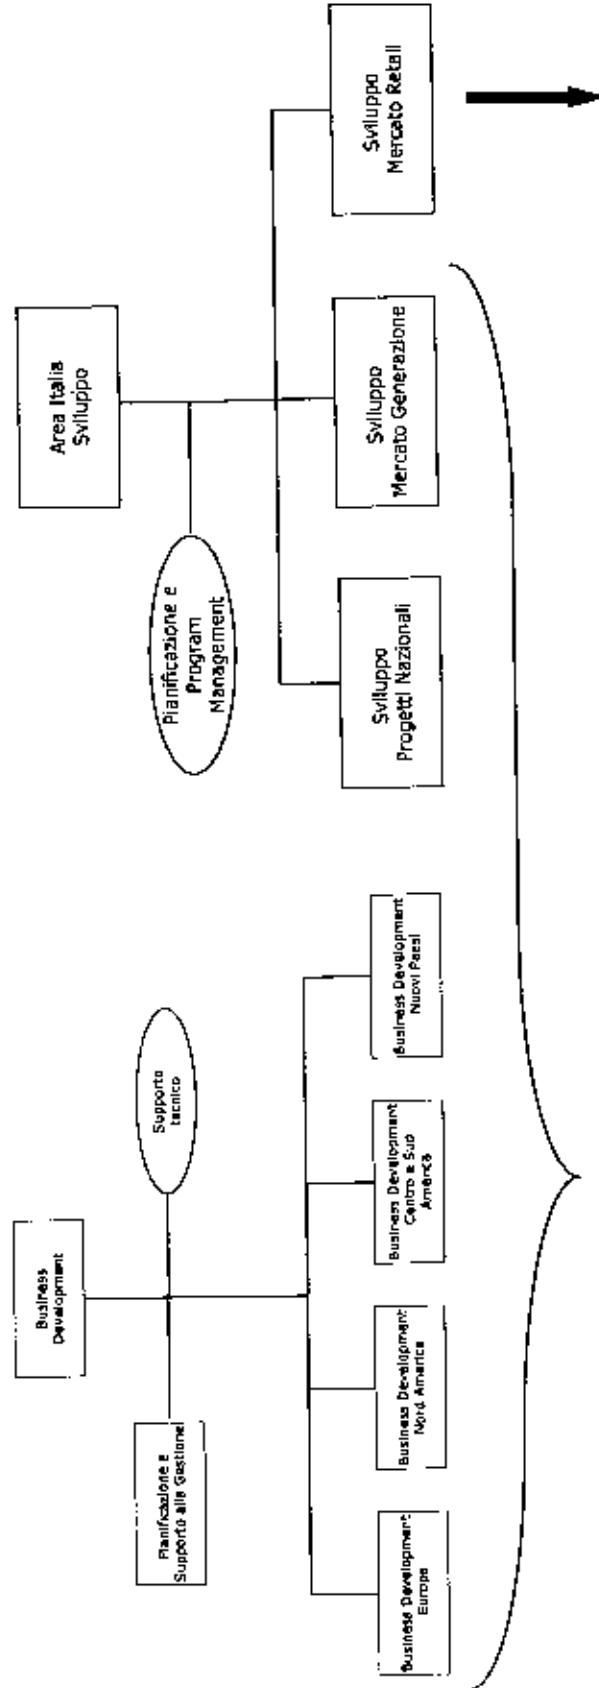 Business
Development
Planificazione e
Supporto alla Gestione
Supporto
tecnico
Business Development
Europa
Business Development
Nord America
Business Development
Centro e Sud
America
Business Development
Nuovi Paesi
Area Italia
Sviluppo
Pianificazione e
Program
Management
Sviluppo
Progetti Nazionali
Sviluppo
Mercato Generazione
Sviluppo
Mercato Retail